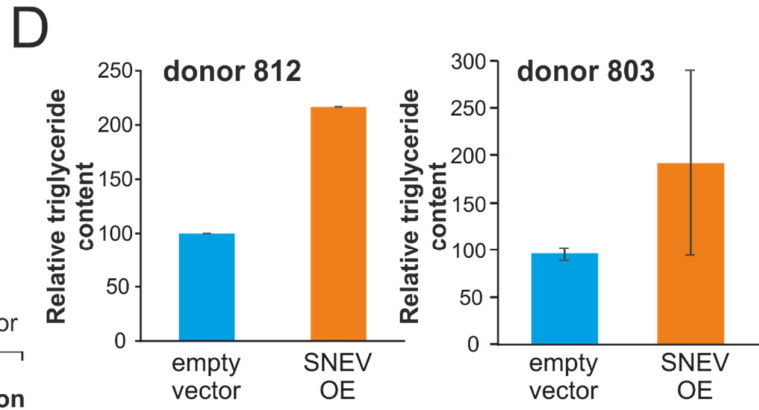 D
donor 812
Relative triglyceride
content
250
200
150
100
50
0
empty
vector
SNEV
OE
donor 803
Relative triglyceride
content
300
250
200
150
100
50
0
empty
vector
SNEV
OE
or
on